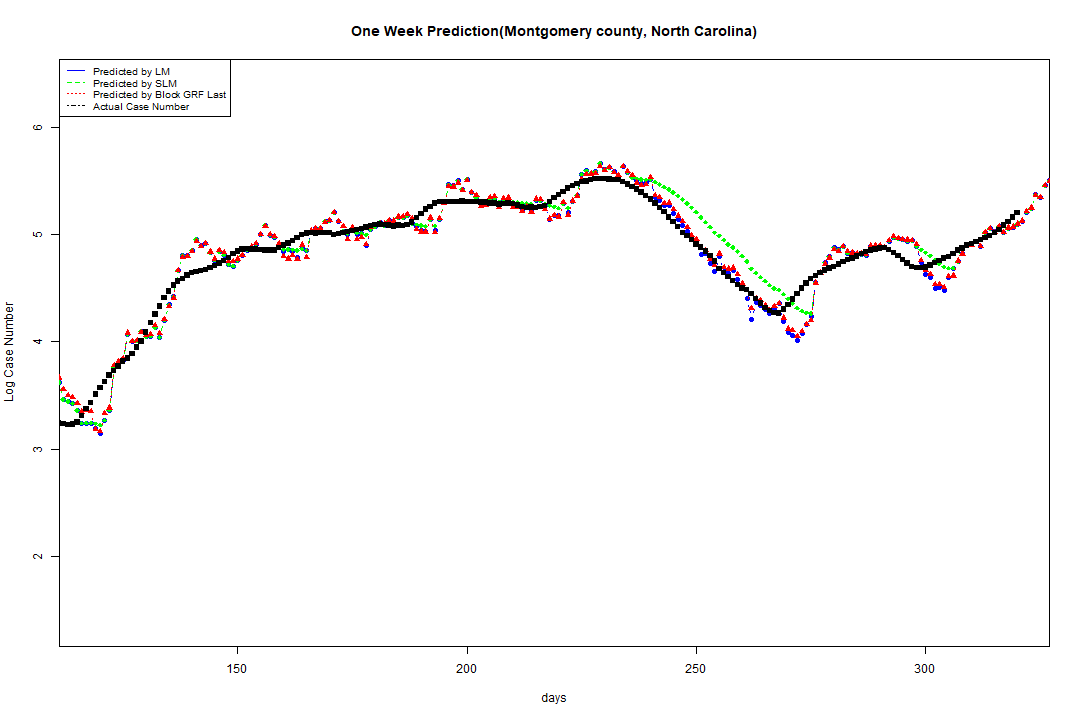 One Week Prediction(Montgomery county, North Carolina)
Predicted by LM
Predicted by SLM
Predicted by Block GRF Last
Actual Case Number
6
5
4
3
2
Log Case Number
150 200 250 300
days